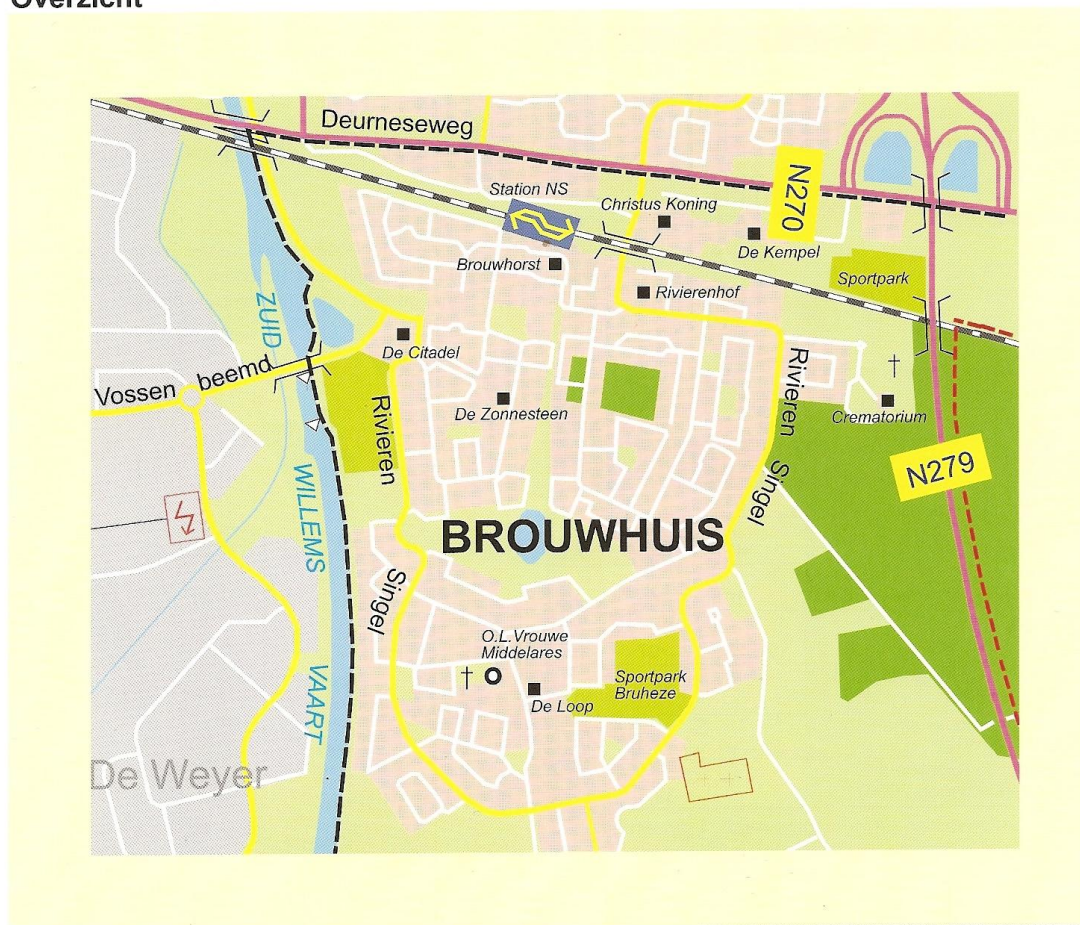 Overzicht
Deurneseweg
Station NS
Christus Koning
N270
De Kempel
Brouwhorst
Sportpark
Rivierenhof
ZUID
De Citadel
Vossen beemd
Rivieren
De Zonnesteen
Rivieren
Crematorium
N279
Singel
WILLEMS
BROUWHUIS
Singel
O.L.Vrouwe
Middelares
Sportpark
Bruheze
De Loop
VAART
De Weyer